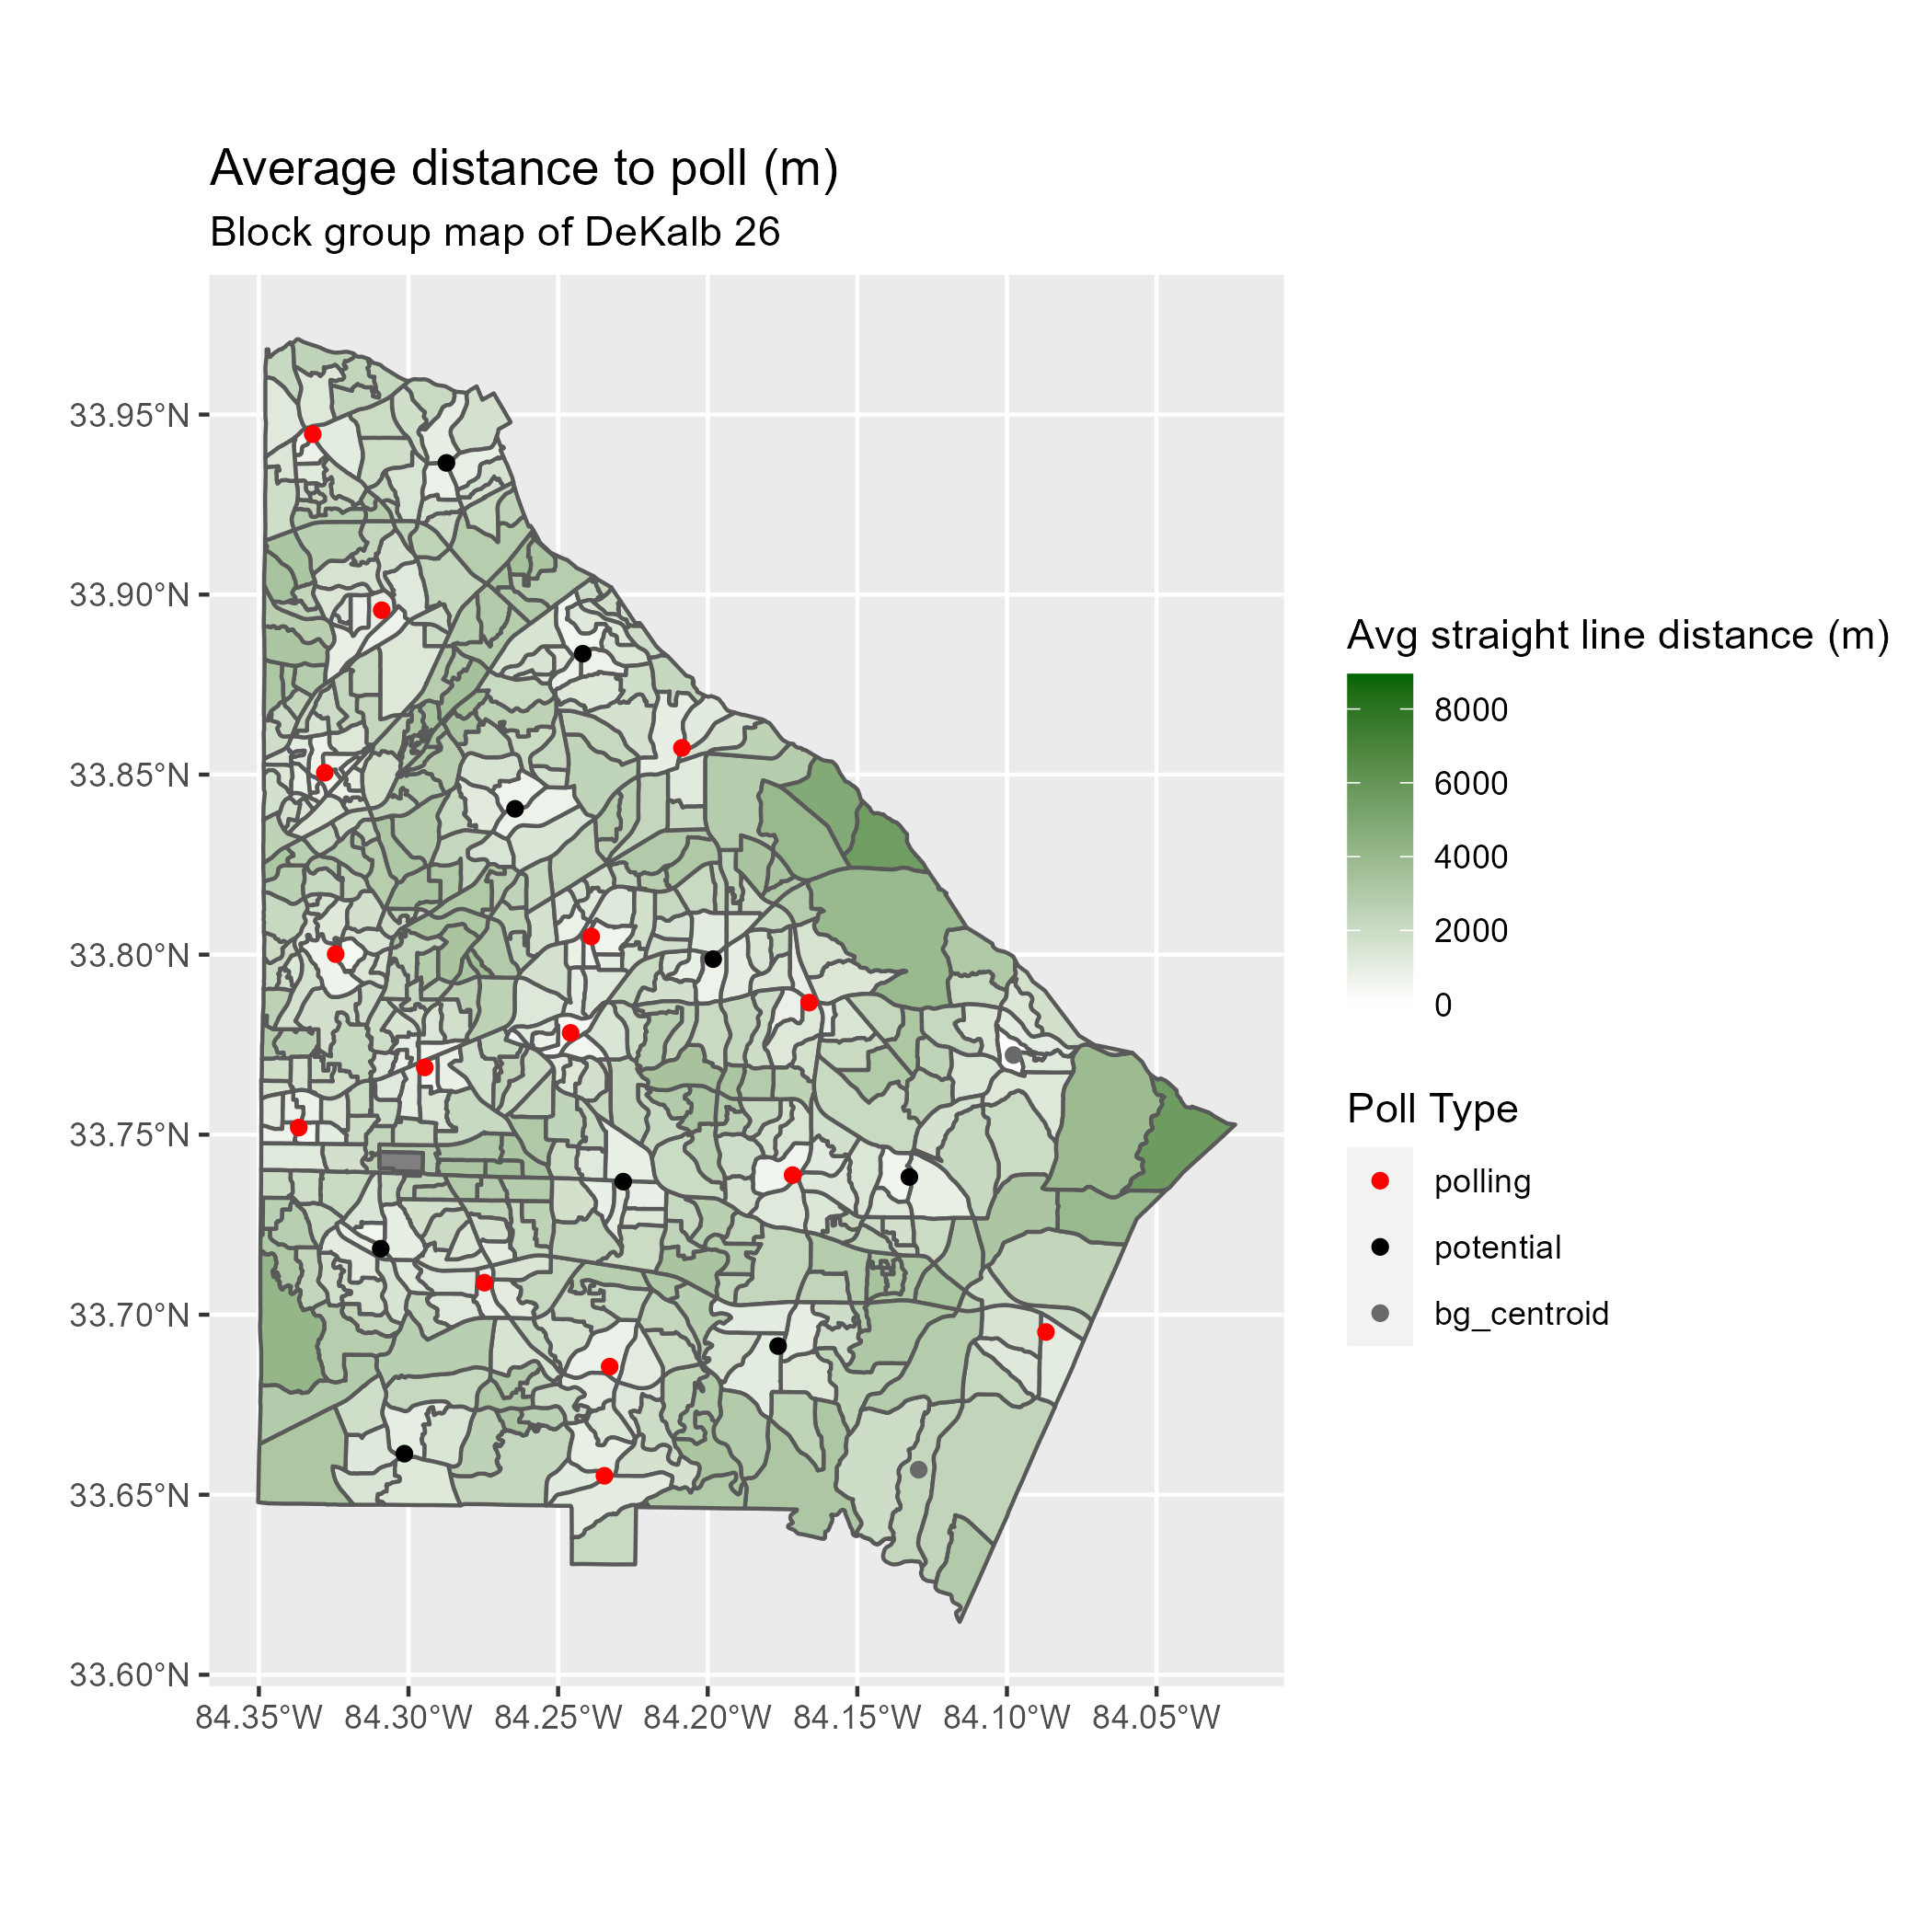 Average distance to poll (m)
Block group map of DeKalb 26
33.95°N
33.90°N
33.85°N
33.80°N
33.75°N
33.70°N
33.65°N
33.60°N
84.35°W 84.30°W 84.25°W 84.20°W 84.15°W 84.10°W 84.05°W
Avg straight line distance (m)
8000
6000
4000
2000
0
Poll Type
polling
potential
bg_centroid